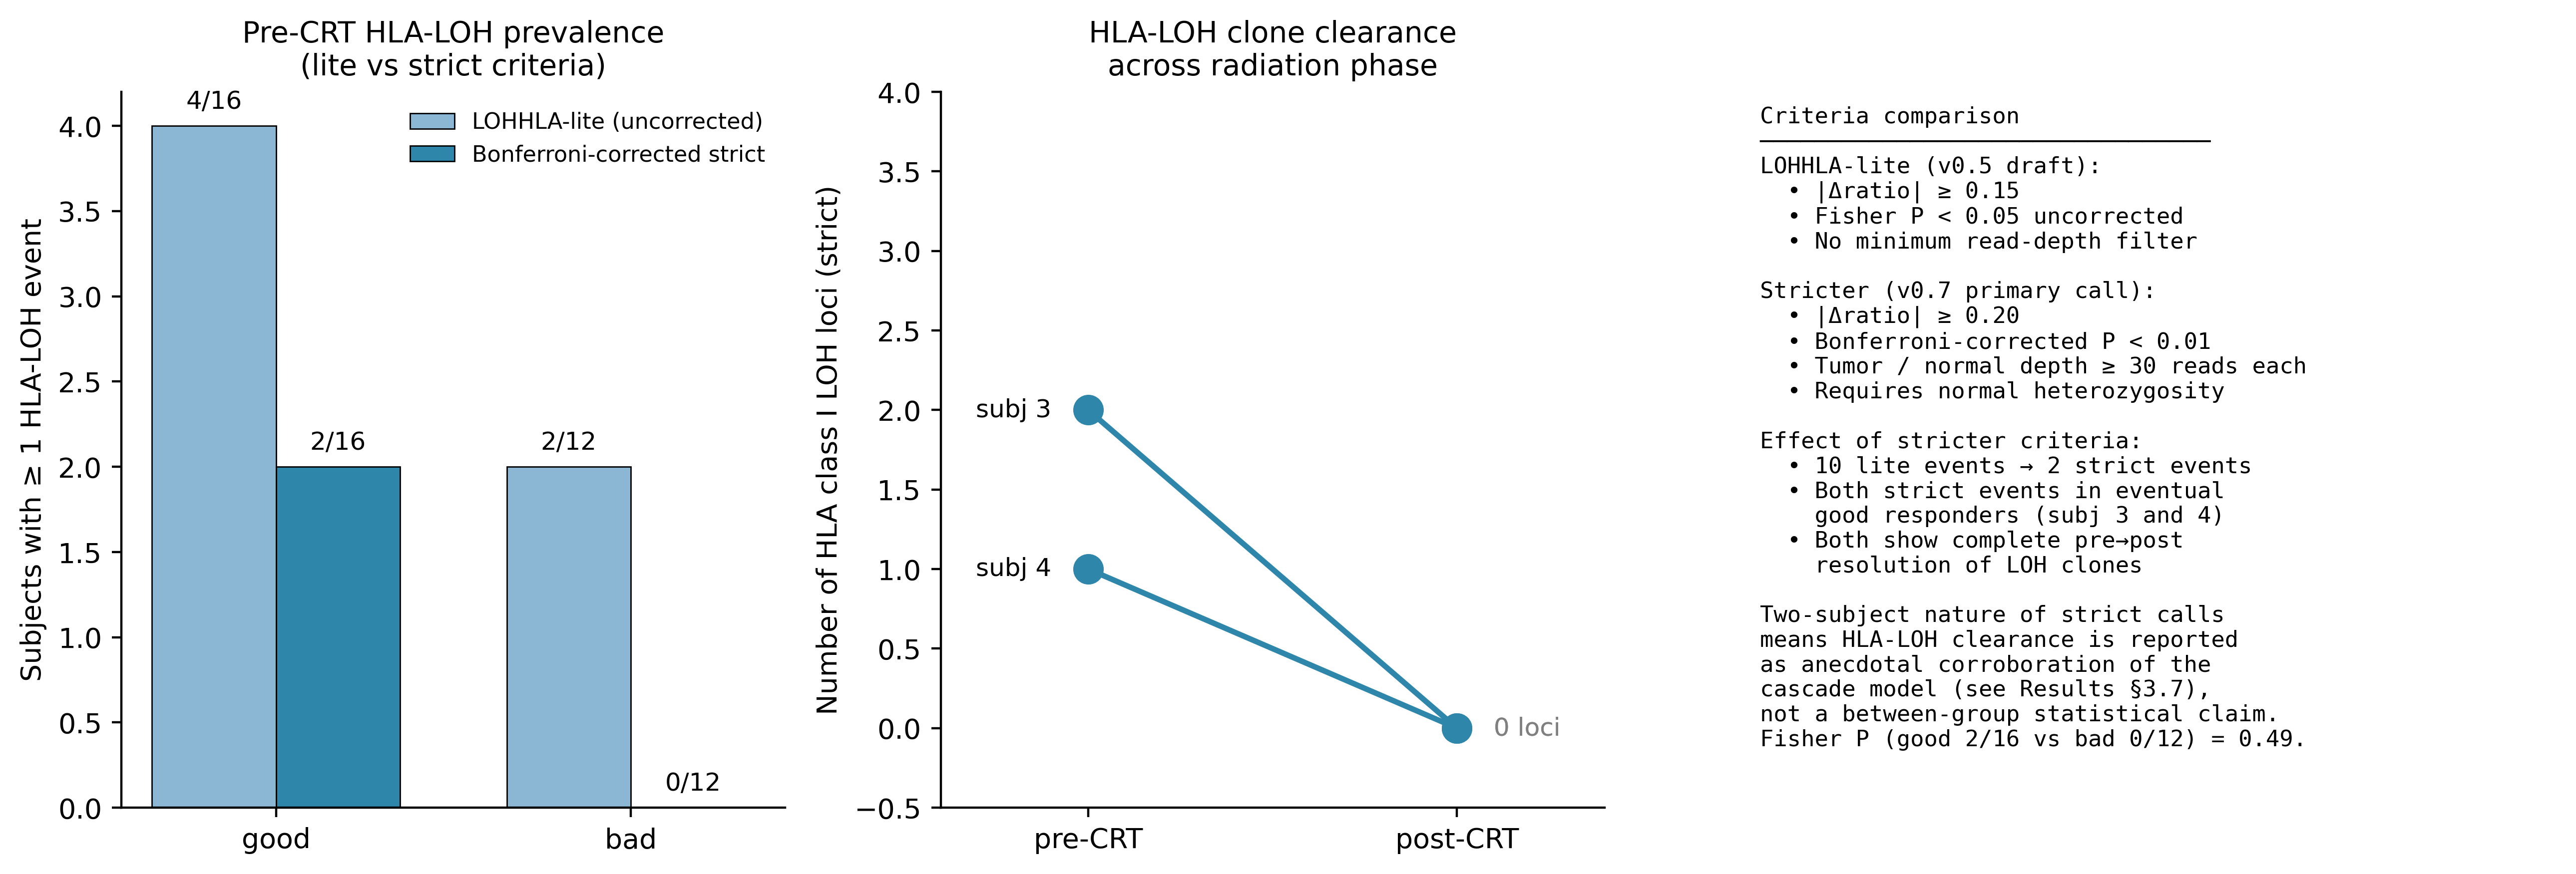 Pre-CRT HLA-LOH prevalence
(lite vs strict criteria)
Subjects with ≥ 1 HLA-LOH event
4.0
3.5
3.0
2.5
2.0
1.5
1.0
0.5
0.0
4/16
2/16
2/12
0/12
LOHHLA-lite (uncorrected)
Bonferroni-corrected strict
good
bad
HLA-LOH clone clearance
across radiation phase
Number of HLA class I LOH loci (strict)
4.0
3.5
3.0
2.5
2.0
1.5
1.0
0.5
0.0
−0.5
subj 3
subj 4
0 loci
pre-CRT
post-CRT
Criteria comparison
LOHHLA-lite (v0.5 draft):
• |Δratio| ≥ 0.15
• Fisher P < 0.05 uncorrected
• No minimum read-depth filter
Stricter (v0.7 primary call):
• |Δratio| ≥ 0.20
• Bonferroni-corrected P < 0.01
• Tumor / normal depth ≥ 30 reads each
• Requires normal heterozygosity
Effect of stricter criteria:
• 10 lite events → 2 strict events
• Both strict events in eventual
good responders (subj 3 and 4)
• Both show complete pre→post
resolution of LOH clones
Two-subject nature of strict calls
means HLA-LOH clearance is reported
as anecdotal corroboration of the
cascade model (see Results §3.7),
not a between-group statistical claim.
Fisher P (good 2/16 vs bad 0/12) = 0.49.